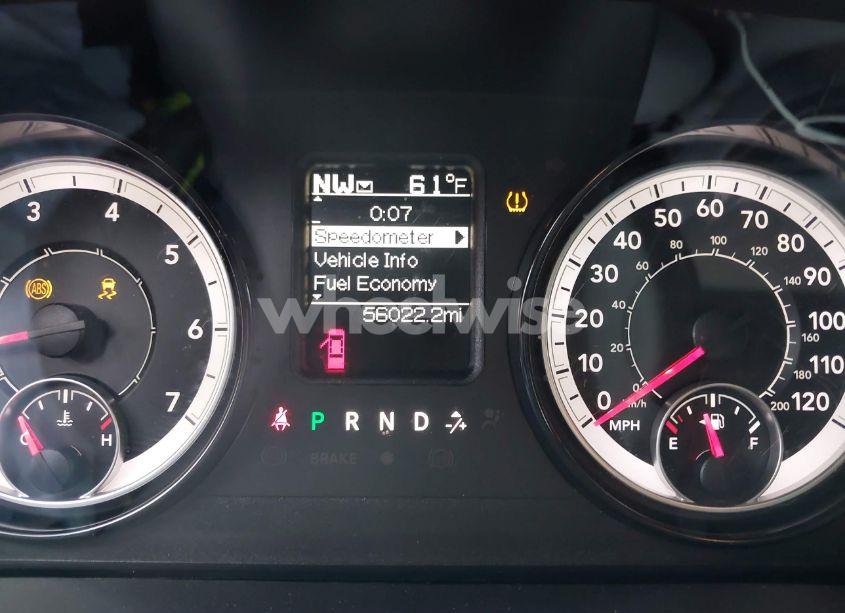 NW 61°F
0:07
Speedometer
Vehicle Info
Fuel Economy
56022.2mi
wheelwise
3 4 5 6 7
ABS
C H
P R N D
BRAKE
0 10 20 30 40 50 60 70 80 90 100 110 120
MPH
0 20 40 60 80 100 120 140 160 180 200
km/h
E F